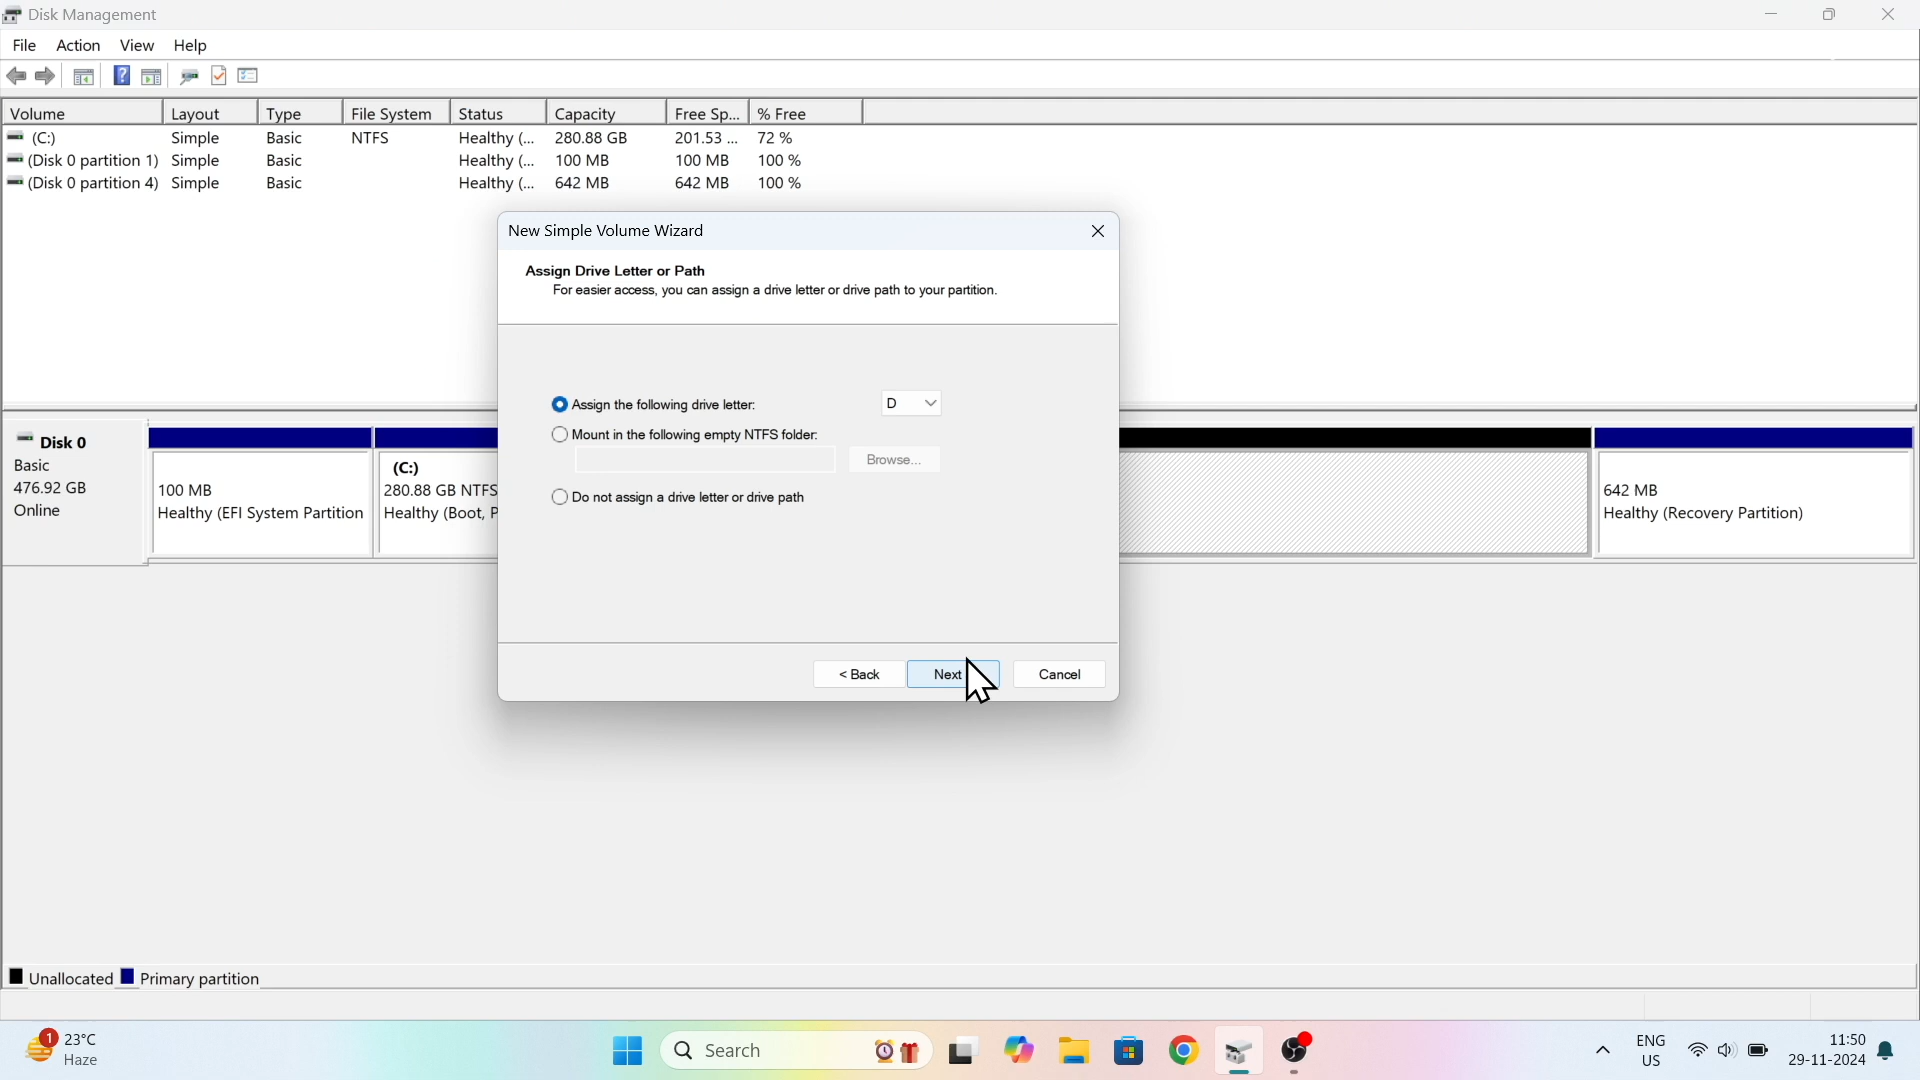 Disk Management
File Action View Help
Volume Layout Type File System Status Capacity Free Sp... % Free
(C:) Simple Basic NTFS Healthy (... 280.88 GB 201.53 ... 72 %
(Disk 0 partition 1) Simple Basic Healthy (... 100 MB 100 MB 100 %
(Disk 0 partition 4) Simple Basic Healthy (... 642 MB 642 MB 100 %
New Simple Volume Wizard
Assign Drive Letter or Path
For easier access, you can assign a drive letter or drive path to your partition.
Assign the following drive letter: D
Mount in the following empty NTFS folder:
Browse...
Do not assign a drive letter or drive path
< Back Next Cancel
Disk 0
Basic
476.92 GB
Online
100 MB
Healthy (EFI System Partition
(C:)
280.88 GB NTFS
Healthy (Boot, P
642 MB
Healthy (Recovery Partition)
Unallocated Primary partition
1
23°C
Haze
Search
ENG
US
11:50
29-11-2024